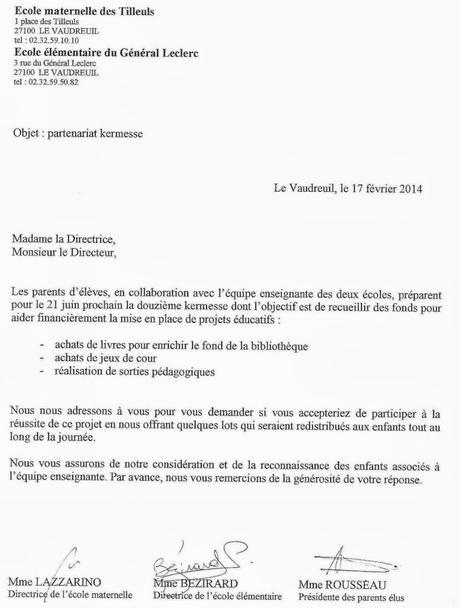 Ecole maternelle des Tilleuls
1 place des Tilleuls
27100 LE VAUDREUIL
tel : 02.32.59.10.10
Ecole élémentaire du Général Leclerc
3 rue du Général Leclerc
27100 LE VAUDREUIL
tel : 02.32.59.50.82
Objet : partenariat kermesse
Le Vaudreuil, le 17 février 2014
Madame la Directrice,
Monsieur le Directeur,
Les parents d'élèves, en collaboration avec l'équipe enseignante des deux écoles, préparent
pour le 21 juin prochain la douzième kermesse dont l'objectif est de recueillir des fonds pour
aider financièrement la mise en place de projets éducatifs :
- achats de livres pour enrichir le fond de la bibliothèque
- achats de jeux de cour
- réalisation de sorties pédagogiques
Nous nous adressons à vous pour vous demander si vous accepteriez de participer à la
réussite de ce projet en nous offrant quelques lots qui seraient redistribués aux enfants tout au
long de la journée.
Nous vous assurons de notre considération et de la reconnaissance des enfants associés à
l'équipe enseignante. Par avance, nous vous remercions de la générosité de votre réponse.
Bezirard
Mme LAZZARINO Mme BEZIRARD Mme ROUSSEAU
Directrice de l'école maternelle Directrice de l'école élémentaire Présidente des parents élus